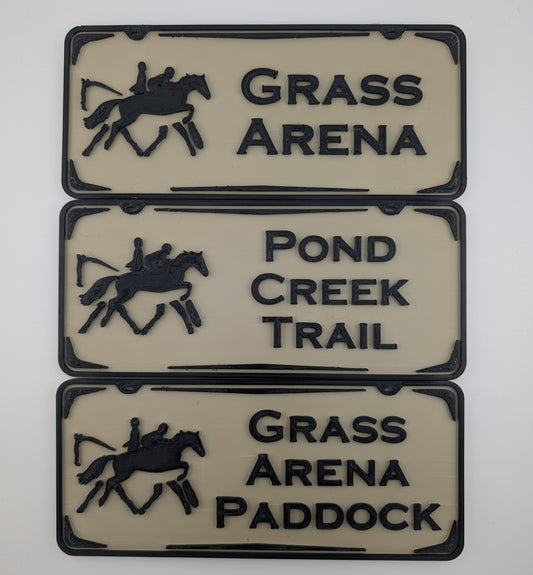 GRASS
ARENA
POND
CREEK
TRAIL
GRASS
ARENA
PADDOCK